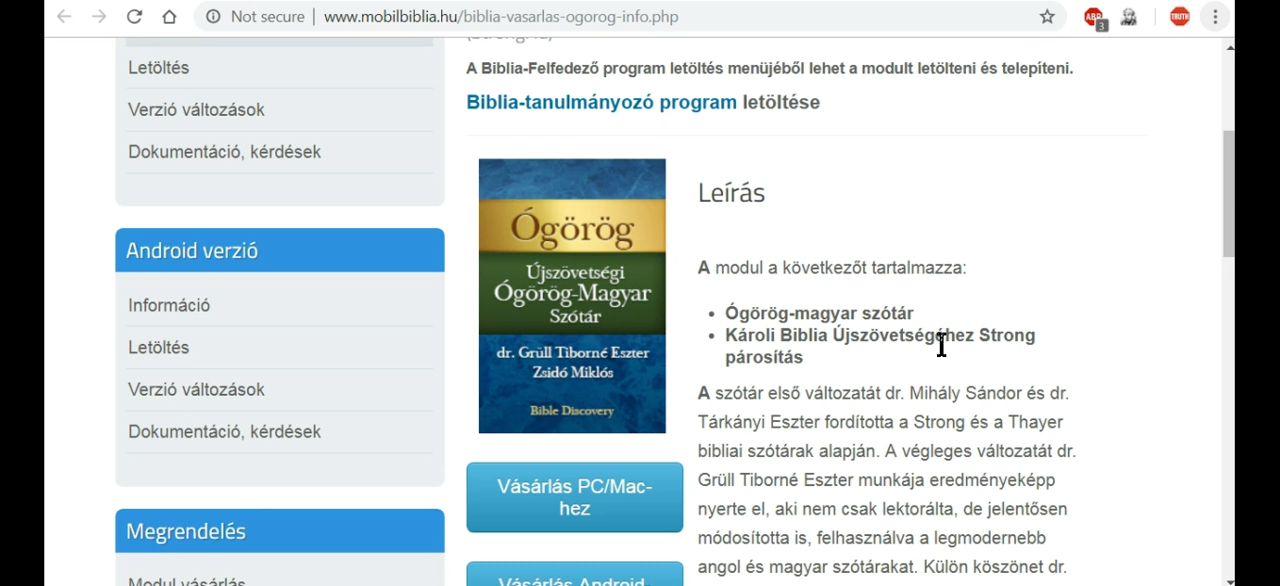 Not secure | www.mobilbiblia.hu/biblia-vasarlas-ogorog-info.php
ABP
3
TRUTH
Letöltés
Verzió változások
Dokumentáció, kérdések
Android verzió
Információ
Letöltés
Verzió változások
Dokumentáció, kérdések
Megrendelés
Modul vásárlás
A Biblia-Felfedező program letöltés menüjéből lehet a modult letölteni és telepíteni.
Biblia-tanulmányozó program letöltése
Ógörög
Újszövetségi
Ógörög-Magyar
Szótár
dr. Grüll Tiborné Eszter
Zsidó Miklós
Bible Discovery
Vásárlás PC/Mac-
hez
Vásárlás Android-
Leírás
A modul a következőt tartalmazza:
• Ógörög-magyar szótár
• Károli Biblia Újszövetségéhez Strong
párosítás
A szótár első változatát dr. Mihály Sándor és dr.
Tárkányi Eszter fordította a Strong és a Thayer
bibliai szótárak alapján. A végleges változatát dr.
Grüll Tiborné Eszter munkája eredményeképp
nyerte el, aki nem csak lektorálta, de jelentősen
módosította is, felhasználva a legmodernebb
angol és magyar szótárakat. Külön köszönet dr.